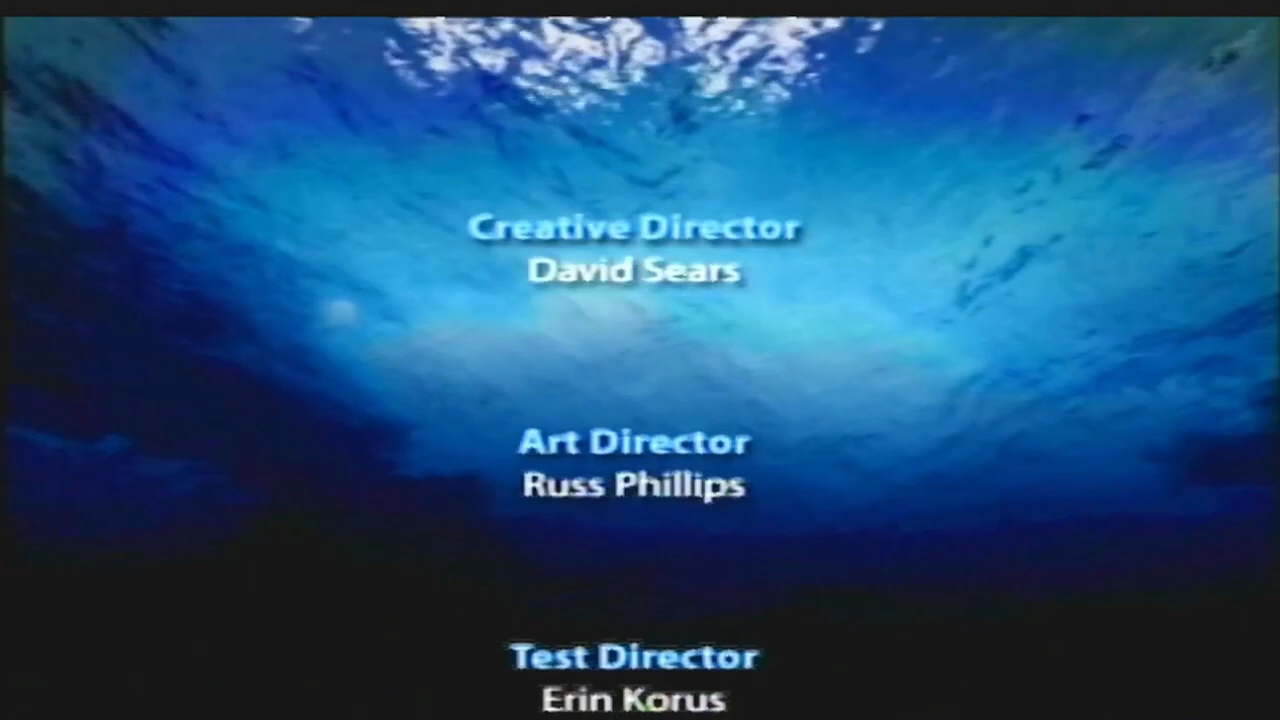 Creative Director
David Sears
Art Director
Russ Phillips
Test Director
Erin Korus